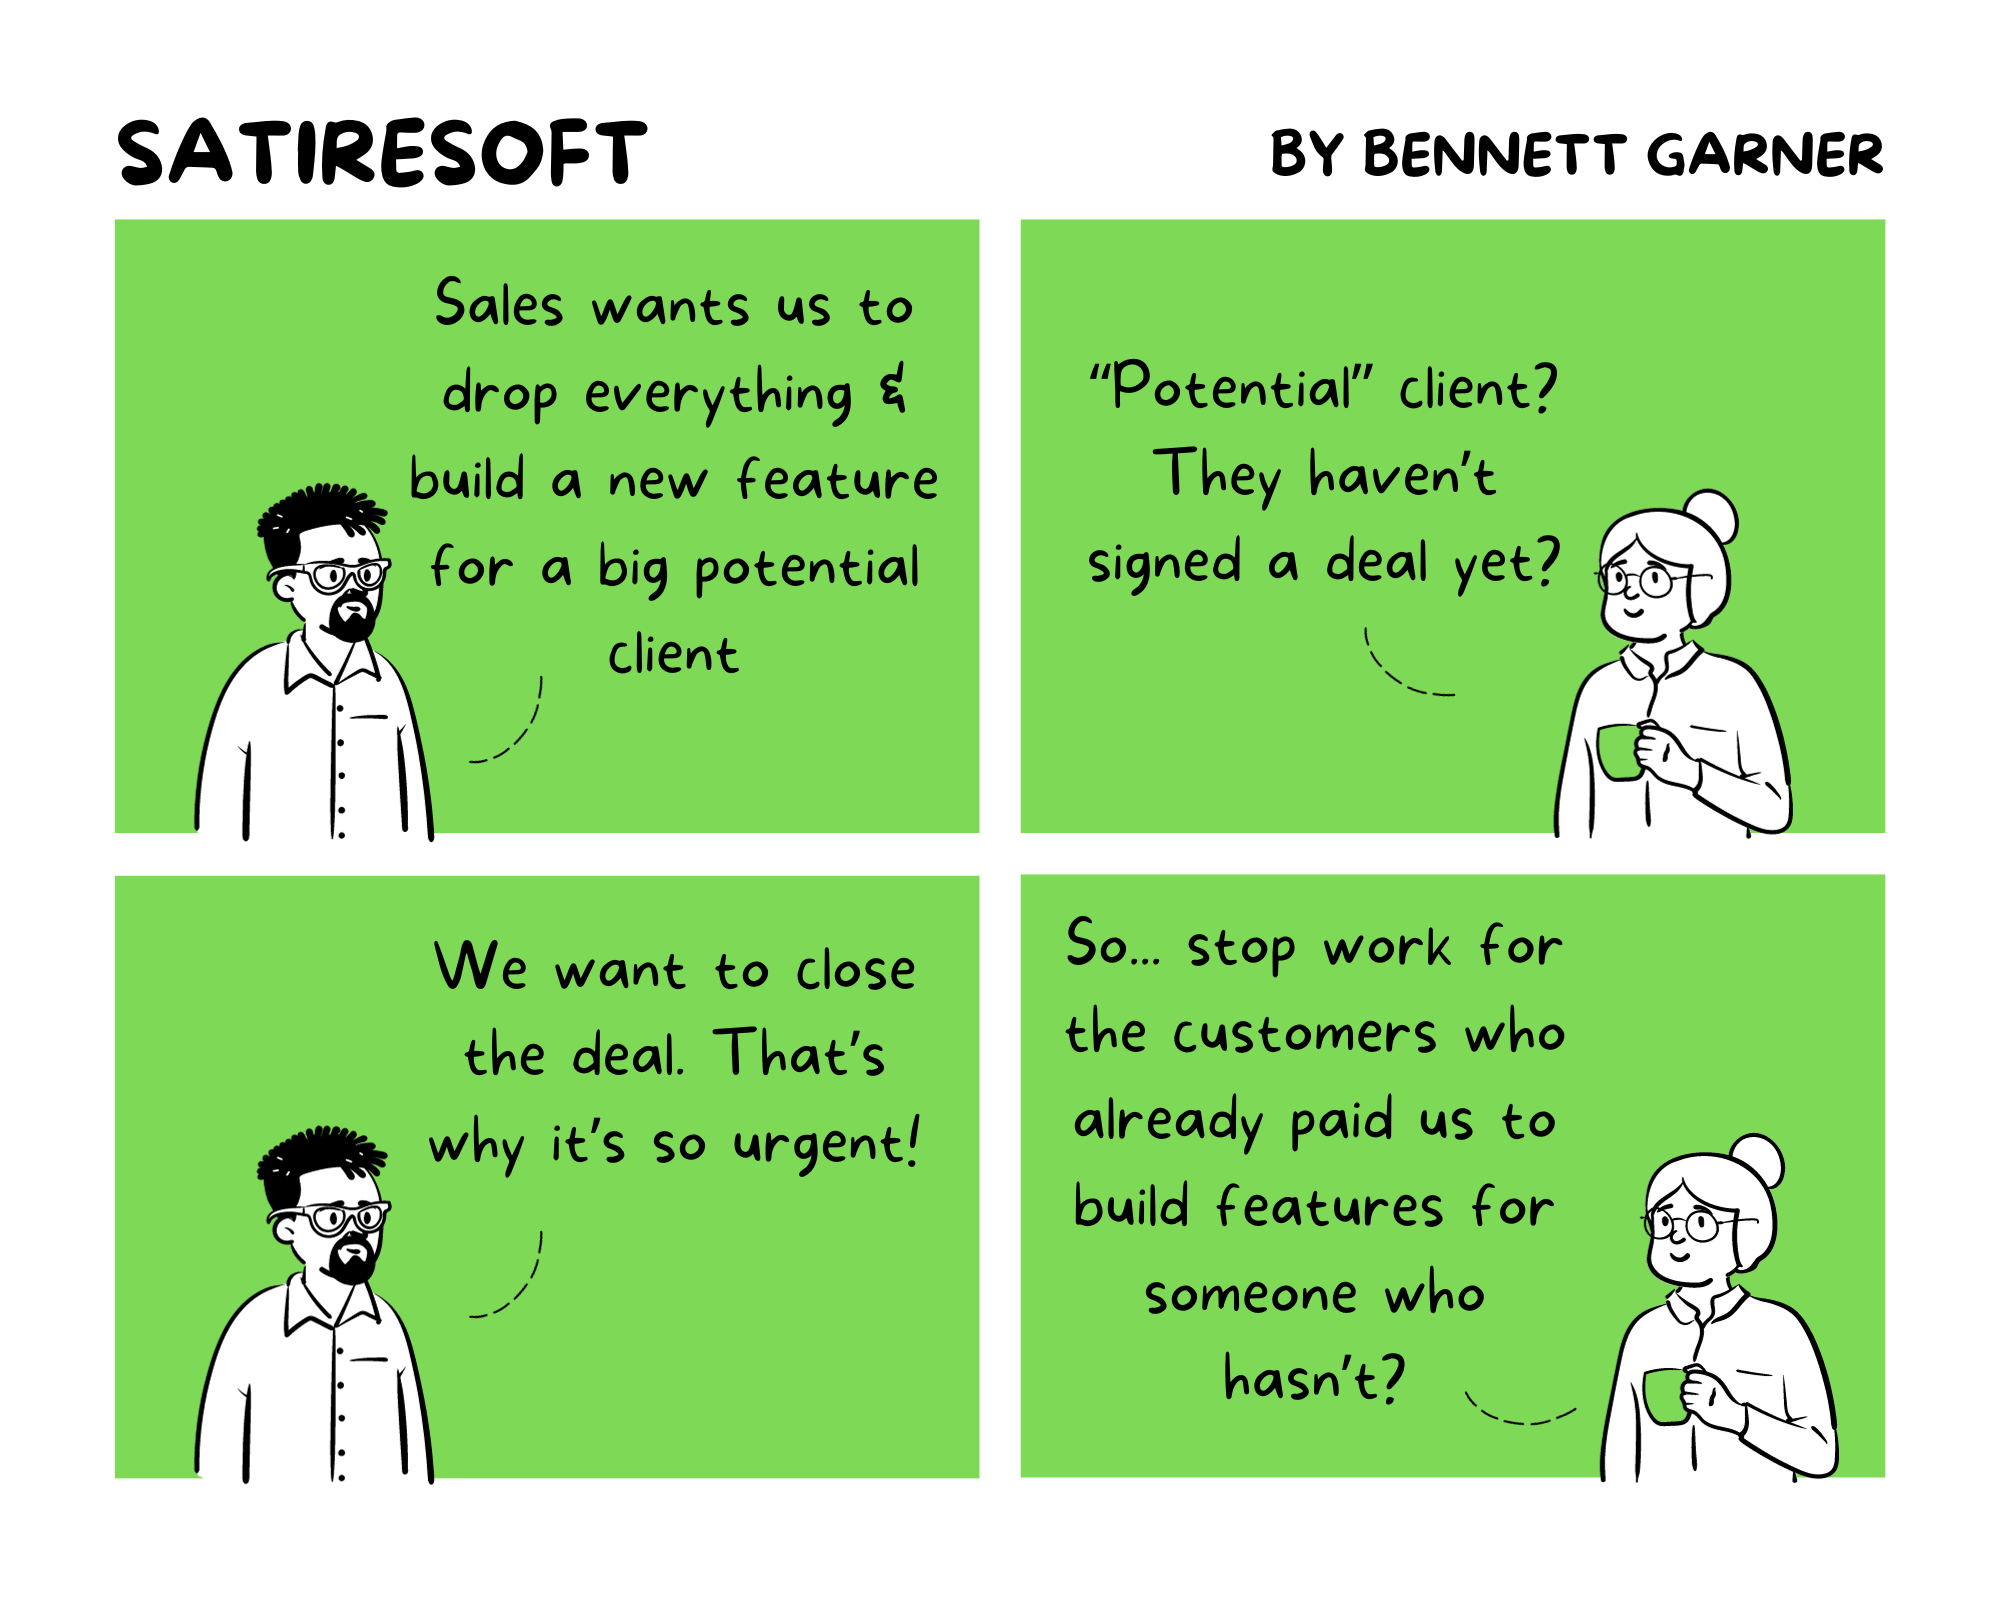 SATIRESOFT
BY BENNETT GARNER
Sales wants us to
drop everything &
build a new feature
for a big potential
client
“Potential” client?
They haven’t
signed a deal yet?
We want to close
the deal. That’s
why it’s so urgent!
So... stop work for
the customers who
already paid us to
build features for
someone who
hasn’t?